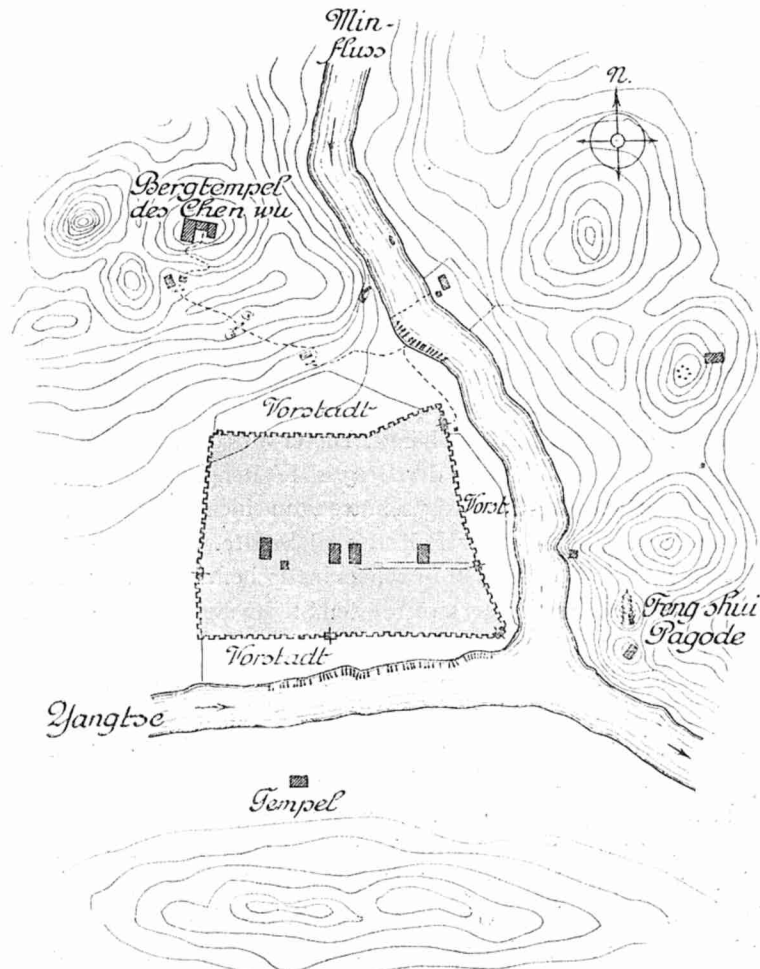 Min-
fluss
N.
Bergtempel
des Chen wu
Vorstadt
Vorst.
Feng shui
Pagode
Vorstadt
Yangtse
Tempel